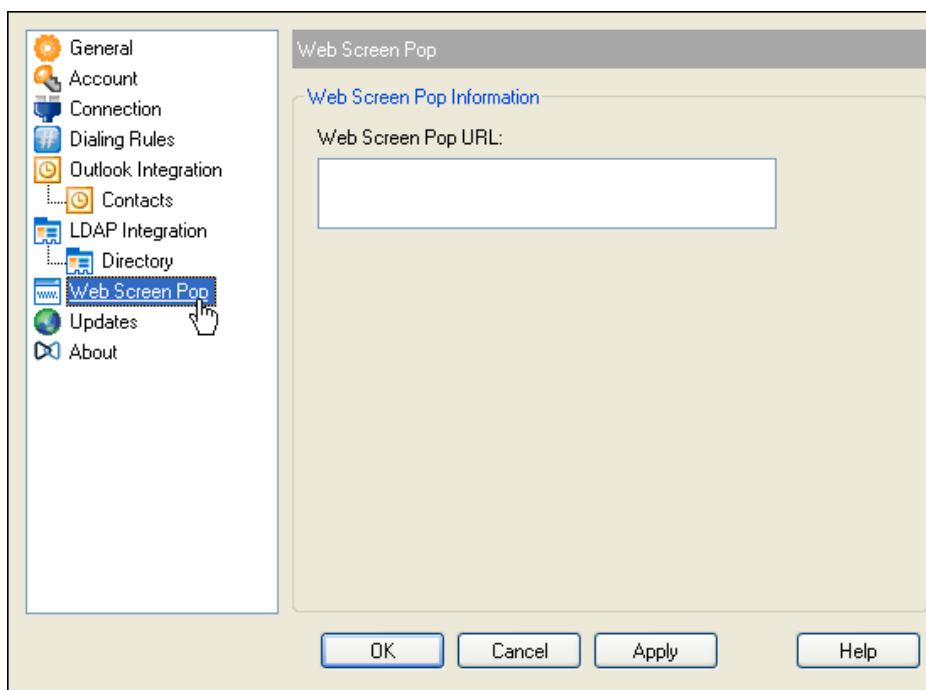 General
Account
Connection
Dialing Rules
Outlook Integration
Contacts
LDAP Integration
Directory
www.
Web Screen Pop
Updates
About
Web Screen Pop
Web Screen Pop Information
Web Screen Pop URL:
OK
Cancel
Apply
Help